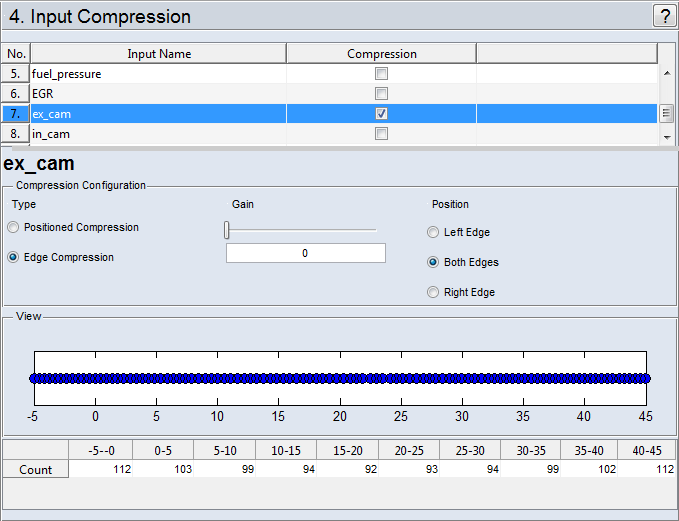 4. Input Compression ?
No. Input Name Compression
5. fuel_pressure
6. EGR
7. ex_cam
8. in_cam
ex_cam
Compression Configuration
Type Gain Position
Positioned Compression Left Edge
0
Edge Compression Both Edges
Right Edge
View
-5 0 5 10 15 20 25 30 35 40 45
-5--0 0-5 5-10 10-15 15-20 20-25 25-30 30-35 35-40 40-45
Count 112 103 99 94 92 93 94 99 102 112